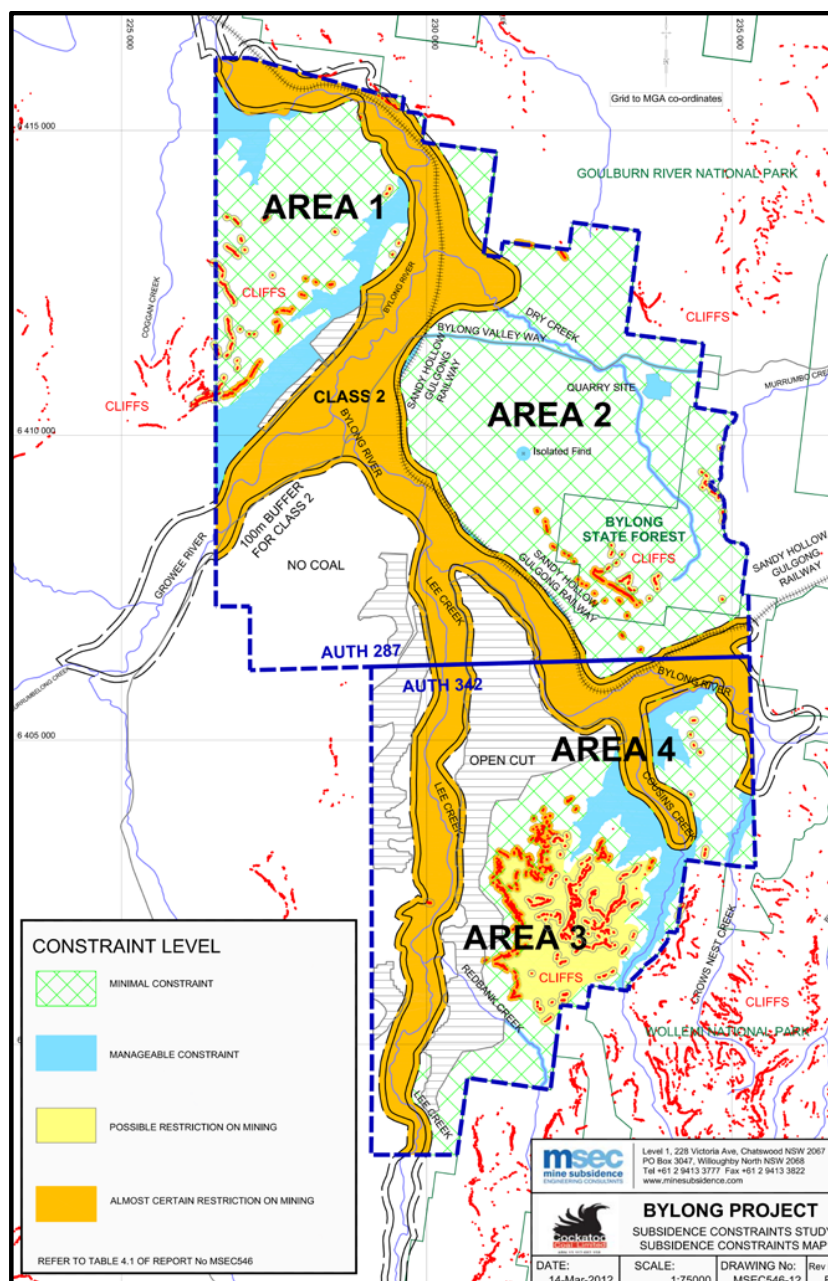 225 000
230 000
235 000
Grid to MGA co-ordinates
6 415 000
GOULBURN RIVER NATIONAL PARK
AREA 1
COGGAN CREEK
CLIFFS
BYLONG RIVER
DRY CREEK
CLIFFS
BYLONG VALLEY WAY
SANDY HOLLOW
GULGONG
RAILWAY
MURRUMBO CREE
QUARRY SITE
CLASS 2
CLIFFS
AREA 2
BYLONG RIVER
6 410 000
Isolated Find
100m BUFFER
FOR CLASS 2
BYLONG
STATE FOREST
CLIFFS
GROWEE RIVER
NO COAL
SANDY HOLLOW
GULGONG RAILWAY
SANDY HOLLOW
GULGONG
RAILWAY
LEE CREEK
AUTH 287
AUTH 342
BYLONG RIVER
6 405 000
AREA 4
OPEN CUT
COUSINS CREEK
LEE CREEK
AREA 3
CLIFFS
REDBANK CREEK
CROWS NEST CREEK
CLIFFS
WOLLEMI NATIONAL PARK
LEE CREEK
CONSTRAINT LEVEL
MINIMAL CONSTRAINT
MANAGEABLE CONSTRAINT
POSSIBLE RESTRICTION ON MINING
ALMOST CERTAIN RESTRICTION ON MINING
REFER TO TABLE 4.1 OF REPORT No MSEC546
msec
mine subsidence
ENGINEERING CONSULTANTS
Level 1, 228 Victoria Ave, Chatswood NSW 2067
PO Box 3047, Willoughby North NSW 2068
Tel +61 2 9413 3777 Fax +61 2 9413 3822
www.minesubsidence.com
Cockatoo
Coal Limited
BYLONG PROJECT
SUBSIDENCE CONSTRAINTS STUDY
SUBSIDENCE CONSTRAINTS MAP
DATE:
14-Mar-2012
SCALE:
1:75000
DRAWING No:
MSEC546-12
Rev